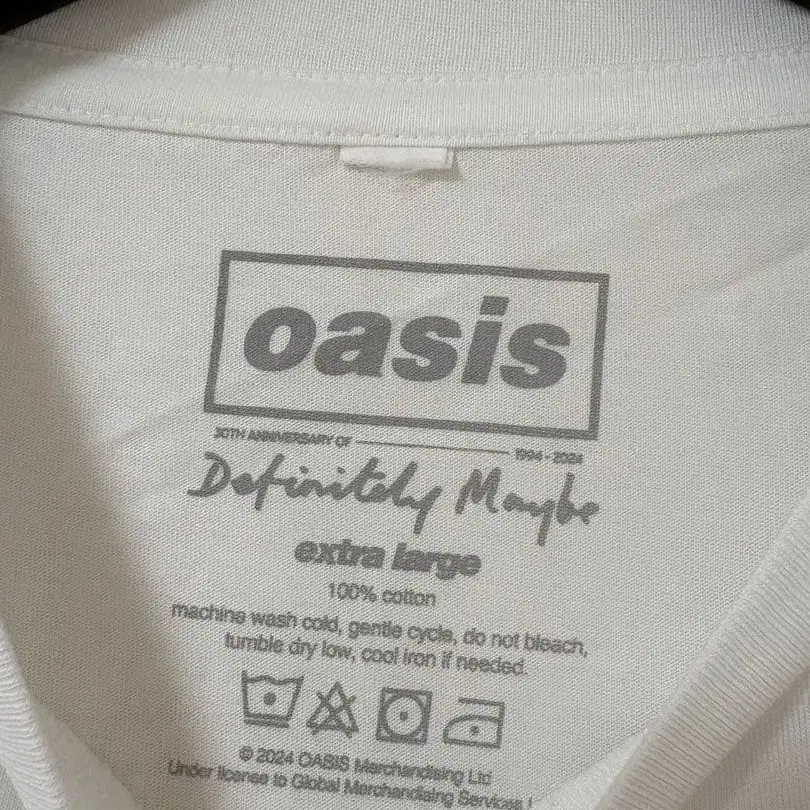 oasis
30TH ANNIVERSARY OF 1994 - 2024
Definitely Maybe
extra large
100% cotton
machine wash cold, gentle cycle, do not bleach,
tumble dry low, cool iron if needed.
© 2024 OASIS Merchandising Ltd
Under license to Global Merchandising Services